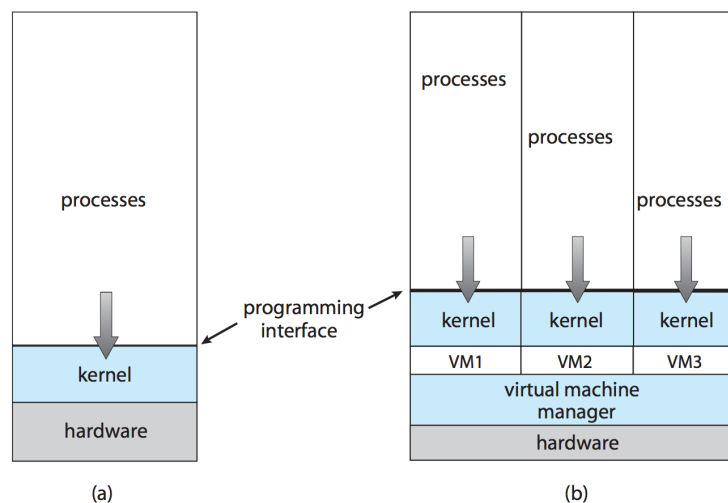 processes
kernel
hardware
(a)
programming
interface
processes
processes
processes
kernel
kernel
kernel
VM1
VM2
VM3
virtual machine
manager
hardware
(b)